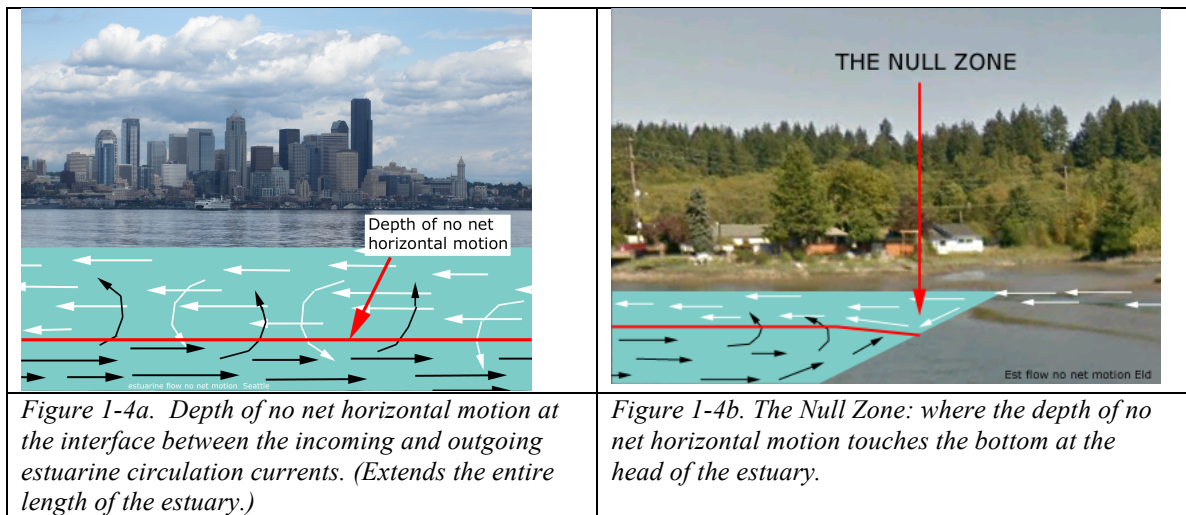 Depth of no net
horizontal motion
estuarine flow no net motion Seattle
Figure 1-4a. Depth of no net horizontal motion at
the interface between the incoming and outgoing
estuarine circulation currents. (Extends the entire
length of the estuary.)
THE NULL ZONE
Est flow no net motion Eld
Figure 1-4b. The Null Zone: where the depth of no
net horizontal motion touches the bottom at the
head of the estuary.